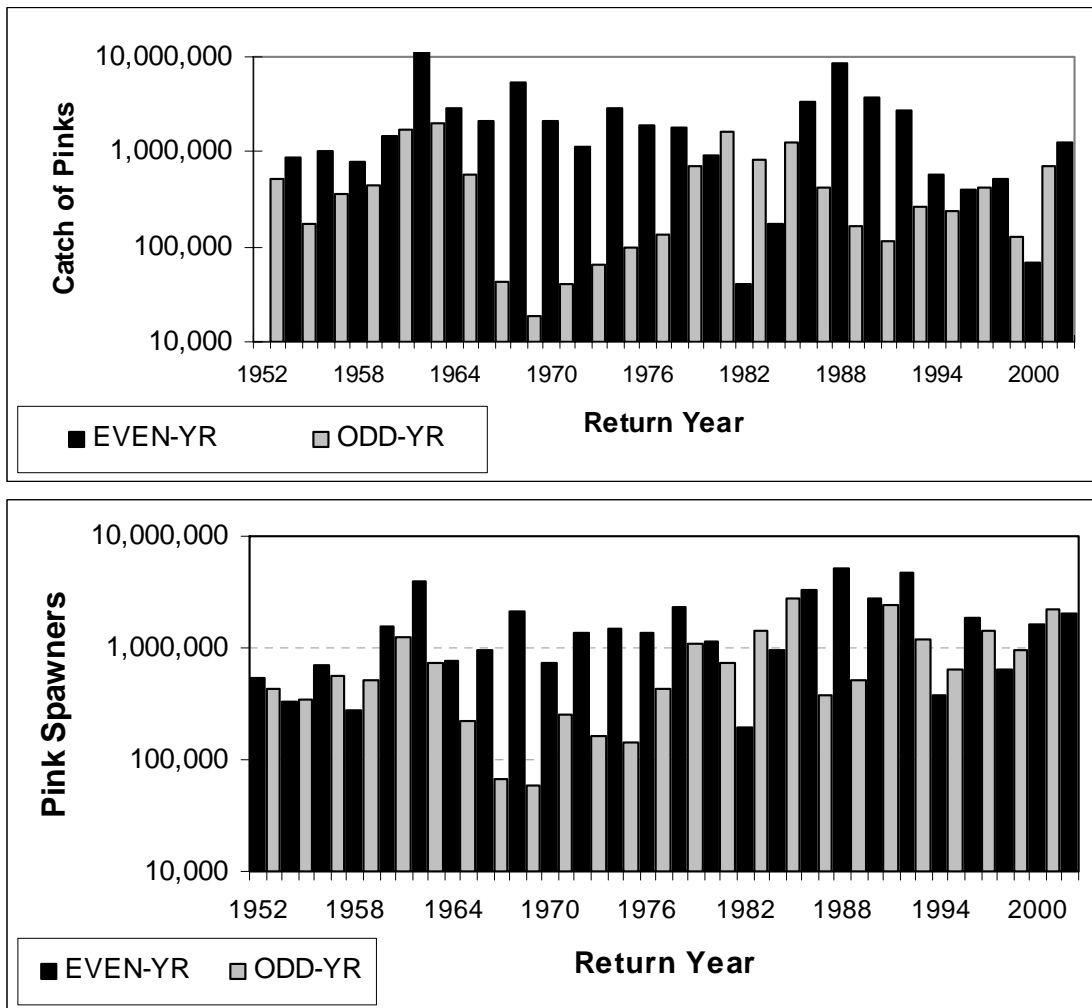 Catch of Pinks
10,000,000
1,000,000
100,000
10,000
1952 1958 1964 1970 1976 1982 1988 1994 2000
Return Year
EVEN-YR ODD-YR
Pink Spawners
10,000,000
1,000,000
100,000
10,000
1952 1958 1964 1970 1976 1982 1988 1994 2000
Return Year
EVEN-YR ODD-YR